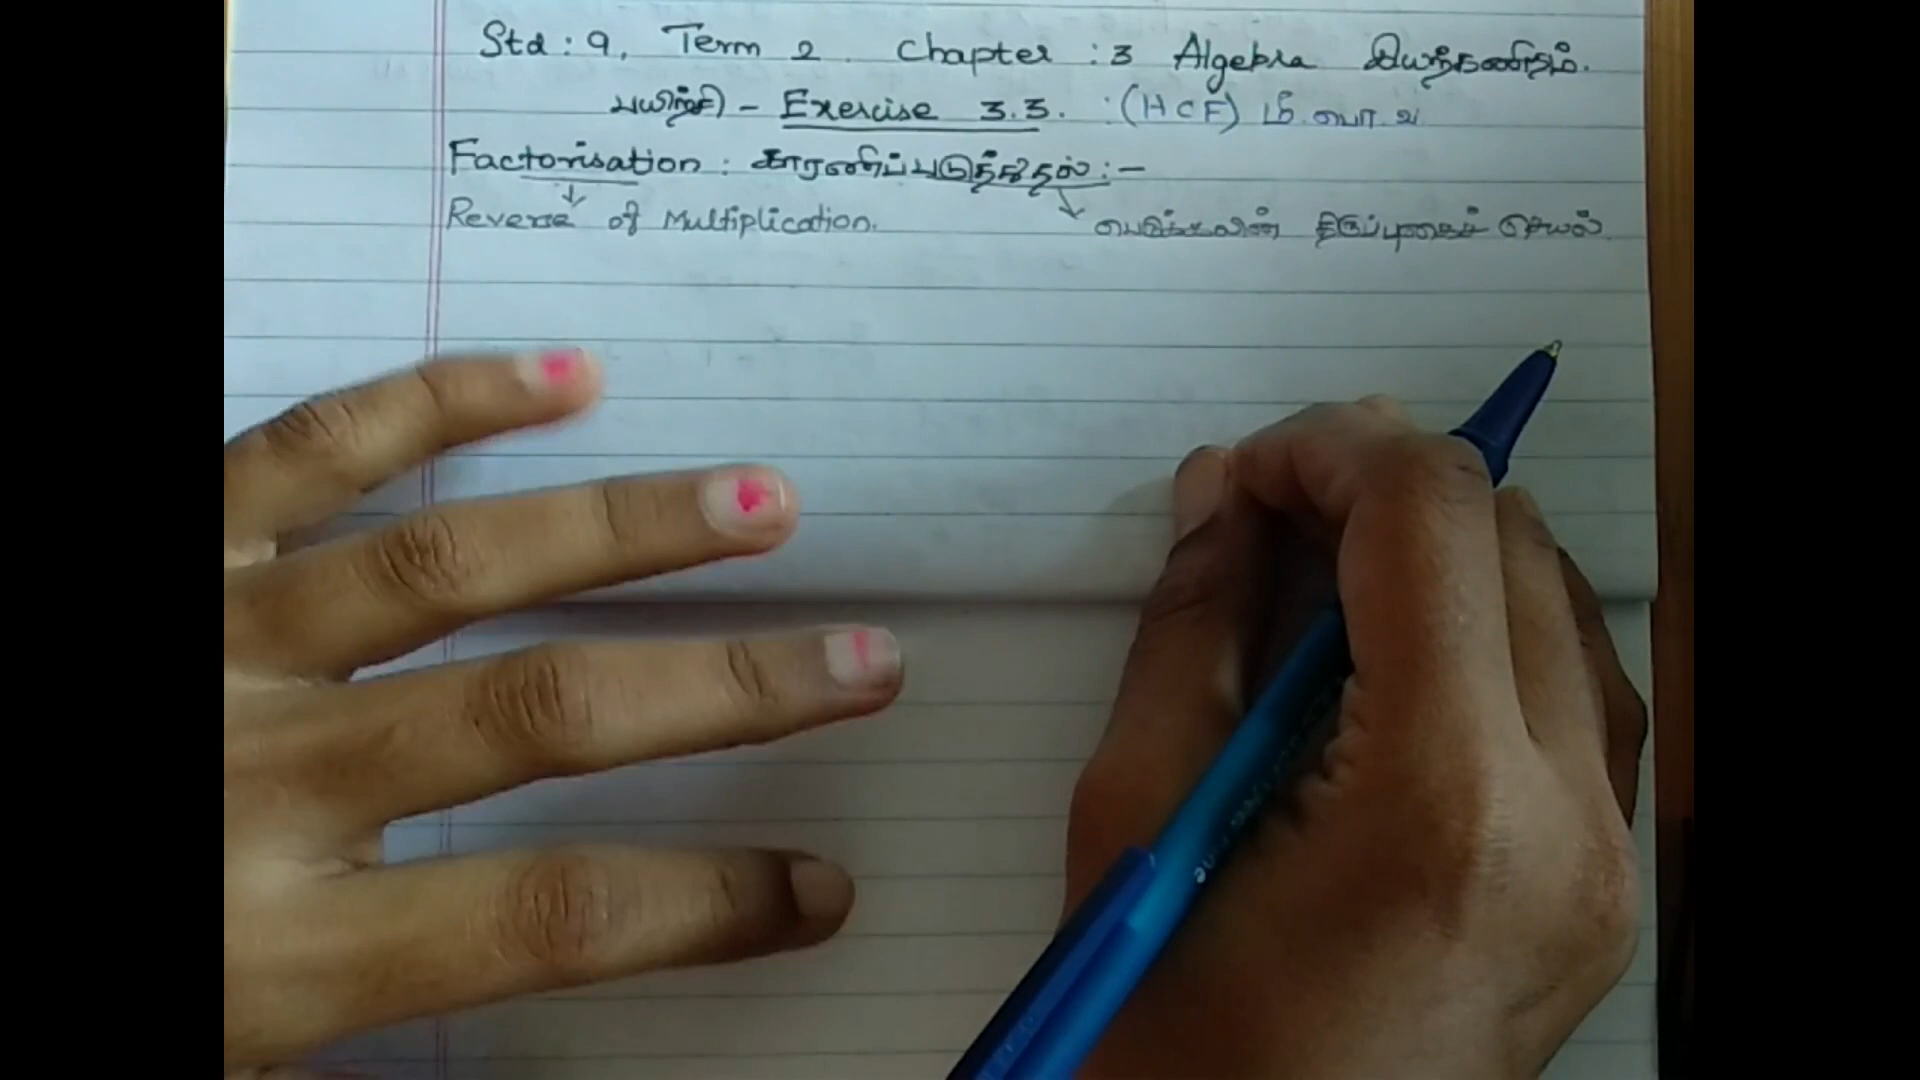 Std : 9, Term 2. Chapter : 3 Algebra இயற்கணிதம்.
பயிற்சி - Exercise 3.3. : (HCF) மீ. பொ. வ
Factorisation : காரணிப்படுத்துதல் : -
Reverse of Multiplication. பெருக்கலின் திருப்புகைச் செயல்.